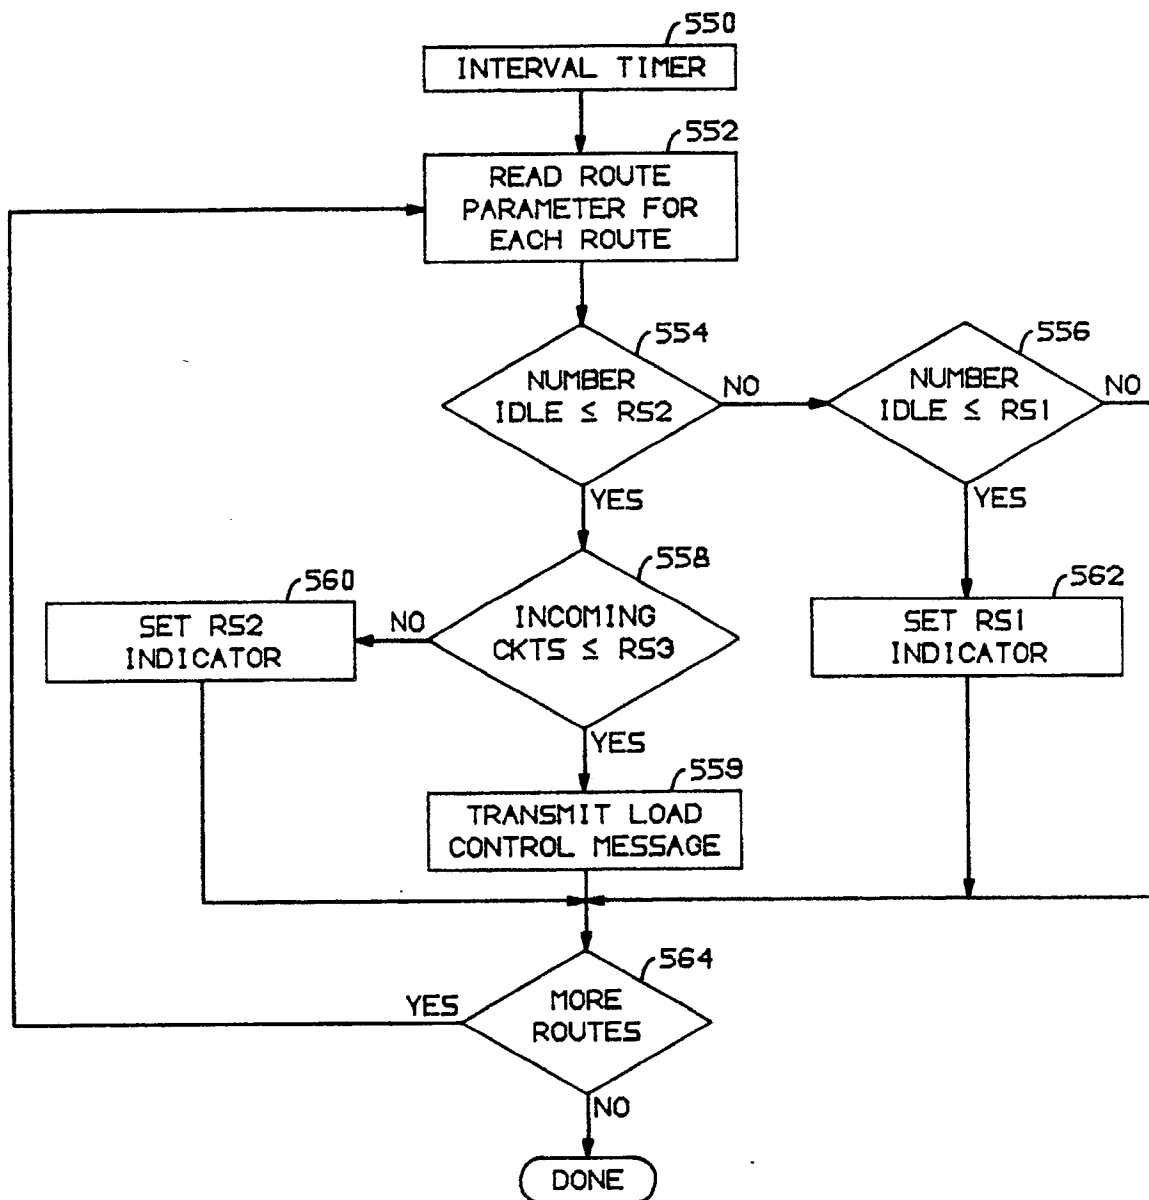 550
INTERVAL TIMER
552
READ ROUTE
PARAMETER FOR
EACH ROUTE
554
NUMBER
IDLE ≤ RS2
NO
YES
556
NUMBER
IDLE ≤ RS1
NO
YES
558
INCOMING
CKTS ≤ RS3
NO
YES
560
SET RS2
INDICATOR
562
SET RS1
INDICATOR
559
TRANSMIT LOAD
CONTROL MESSAGE
564
MORE
ROUTES
YES
NO
DONE